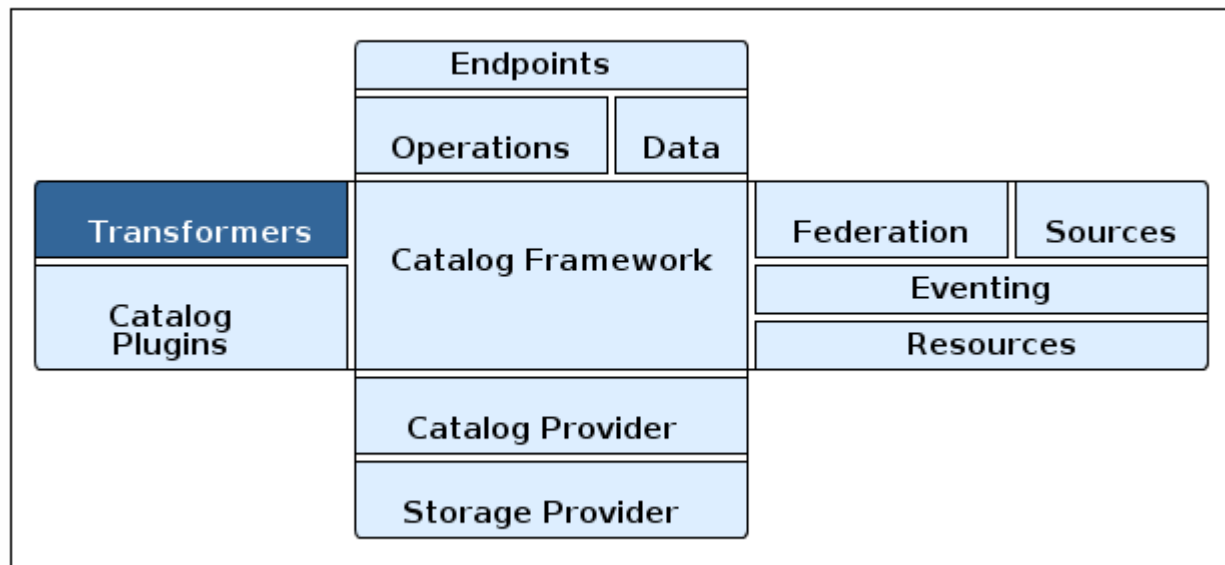 Endpoints
Operations
Data
Transformers
Catalog Framework
Federation
Sources
Eventing
Catalog
Plugins
Resources
Catalog Provider
Storage Provider